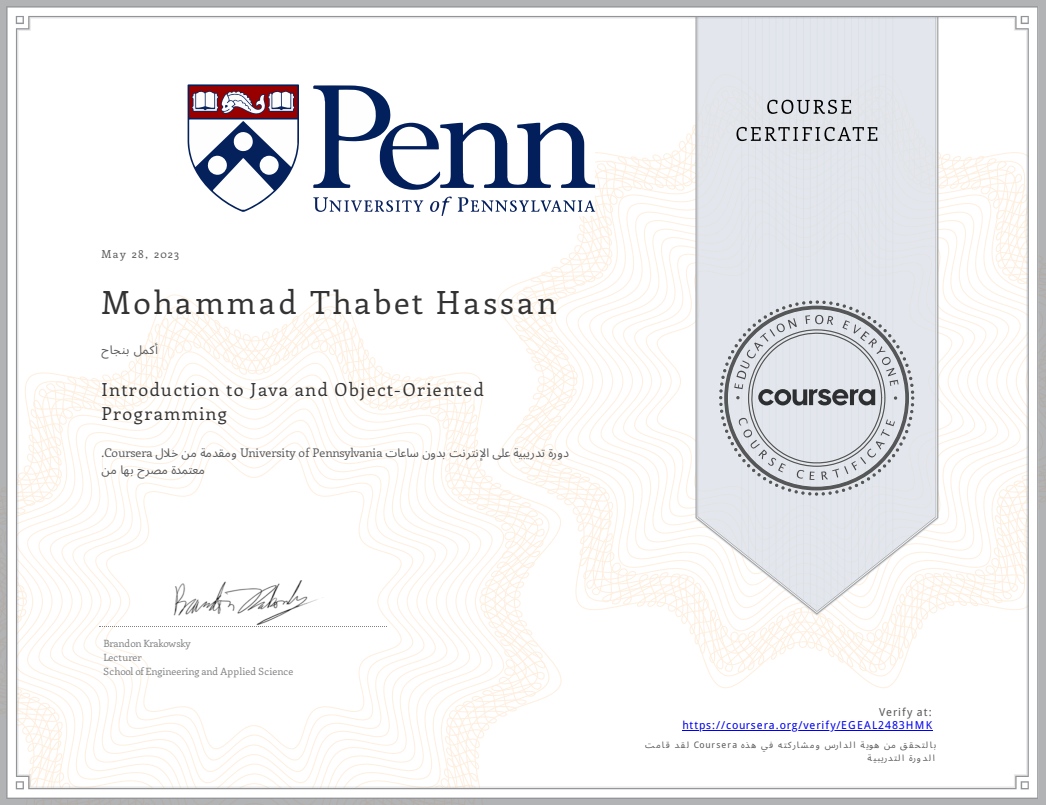 Penn
UNIVERSITY of PENNSYLVANIA
COURSE
CERTIFICATE
May 28, 2023
Mohammad Thabet Hassan
أكمل بنجاح
Introduction to Java and Object-Oriented
Programming
دورة تدريبية على الإنترنت بدون ساعات University of Pennsylvania ومقدمة من خلال Coursera.
معتمدة مصرح بها من
EDUCATION FOR EVERYONE
coursera
COURSE CERTIFICATE
Brandon Krakowsky
Brandon Krakowsky
Lecturer
School of Engineering and Applied Science
Verify at:
https://coursera.org/verify/EGEAL2483HMK
بالتحقق من هوية الدارس ومشاركته في هذه Coursera لقد قامت
الدورة التدريبية